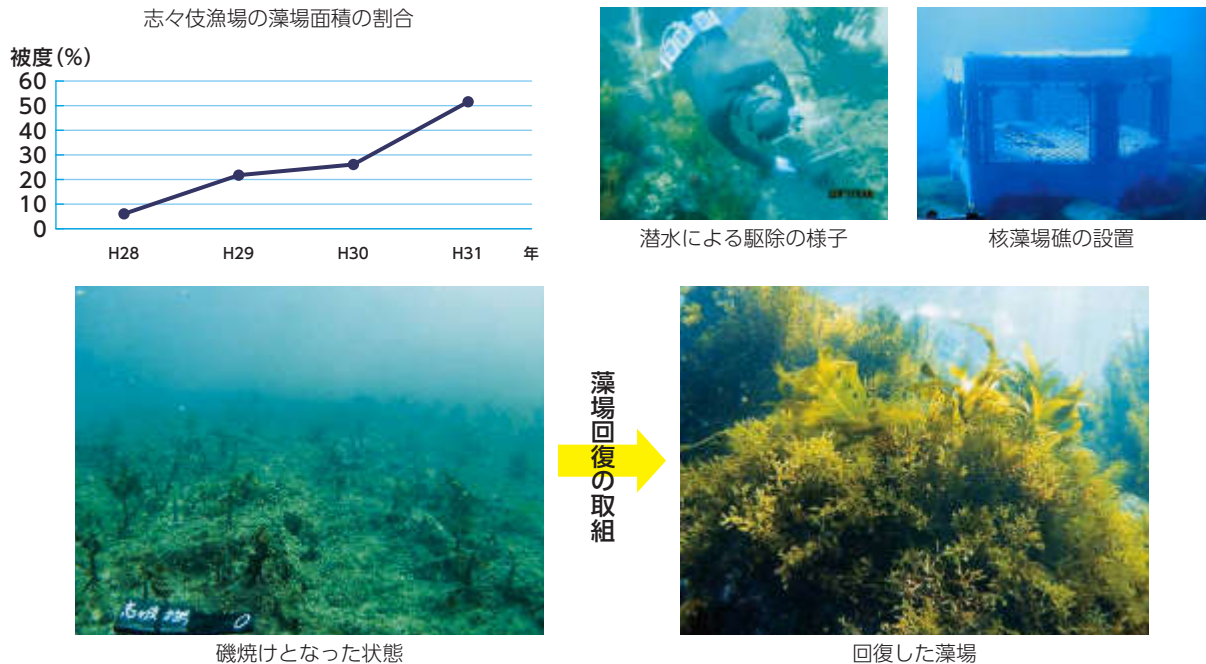 志々伎漁場の藻場面積の割合
被度(%)
60
50
40
30
20
10
0
H28 H29 H30 H31 年
潜水による駆除の様子
核藻場礁の設置
藻場回復の取組
磯焼けとなった状態
回復した藻場